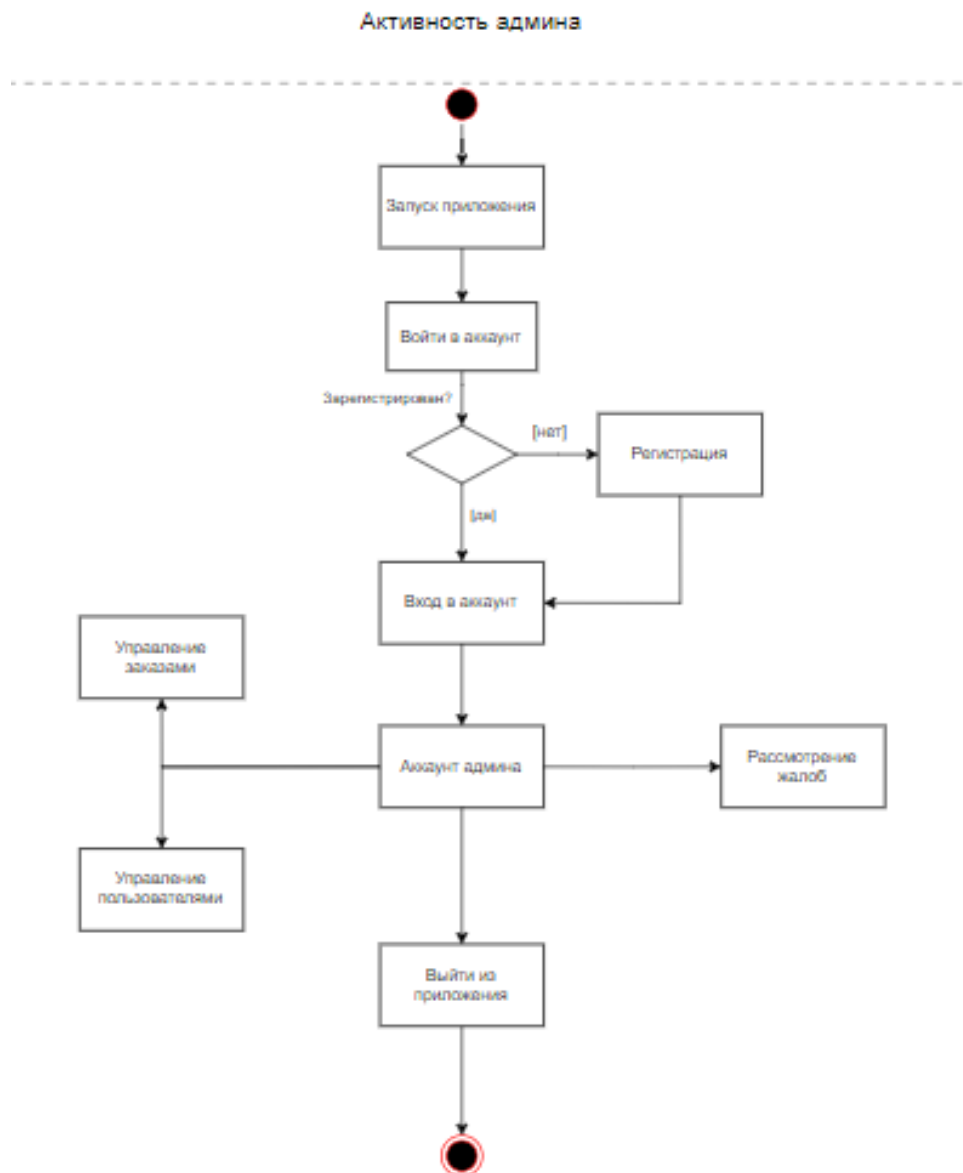 Активность админа
Запуск приложения
Войти в аккаунт
Зарегистрирован?
[нет]
Регистрация
[да]
Вход в аккаунт
Управление
заказами
Аккаунт админа
Рассмотрение
жалоб
Управление
пользователями
Выйти из
приложения